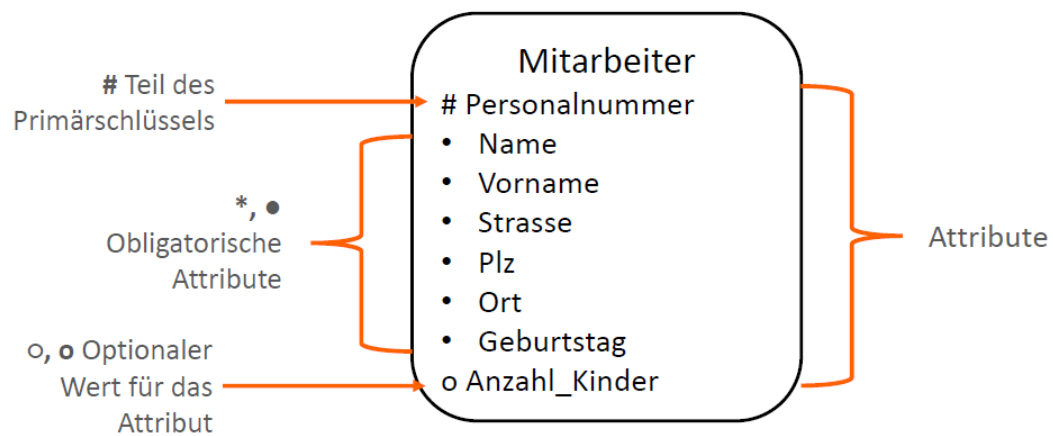 # Teil des
Primärschlüssels
*, ●
Obligatorische
Attribute
○, o Optionaler
Wert für das
Attribut
Mitarbeiter
# Personalnummer
• Name
• Vorname
• Strasse
• Plz
• Ort
• Geburtstag
o Anzahl_Kinder
Attribute